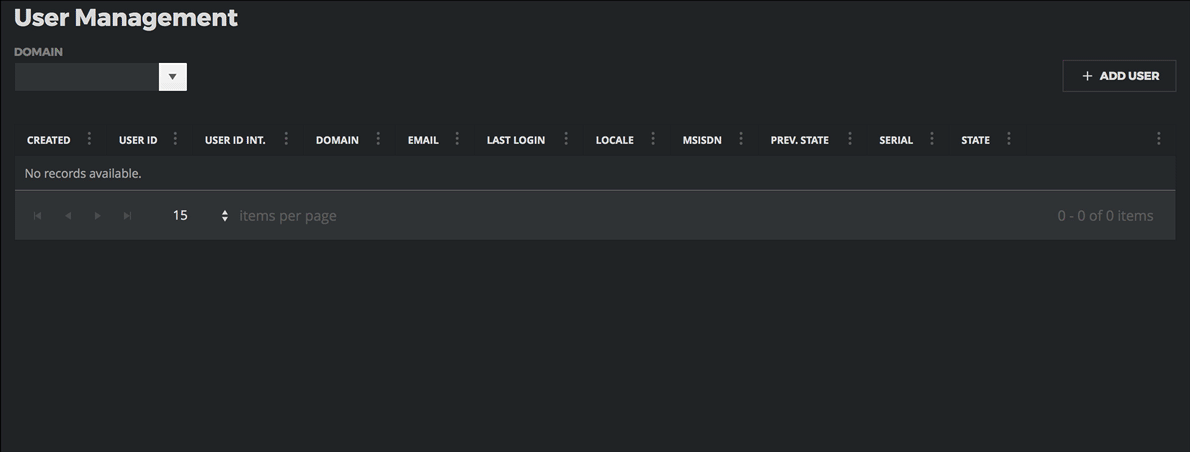 User Management
DOMAIN
+ ADD USER
CREATED USER ID USER ID INT. DOMAIN EMAIL LAST LOGIN LOCALE MSISDN PREV. STATE SERIAL STATE
No records available.
15 items per page 0 - 0 of 0 items